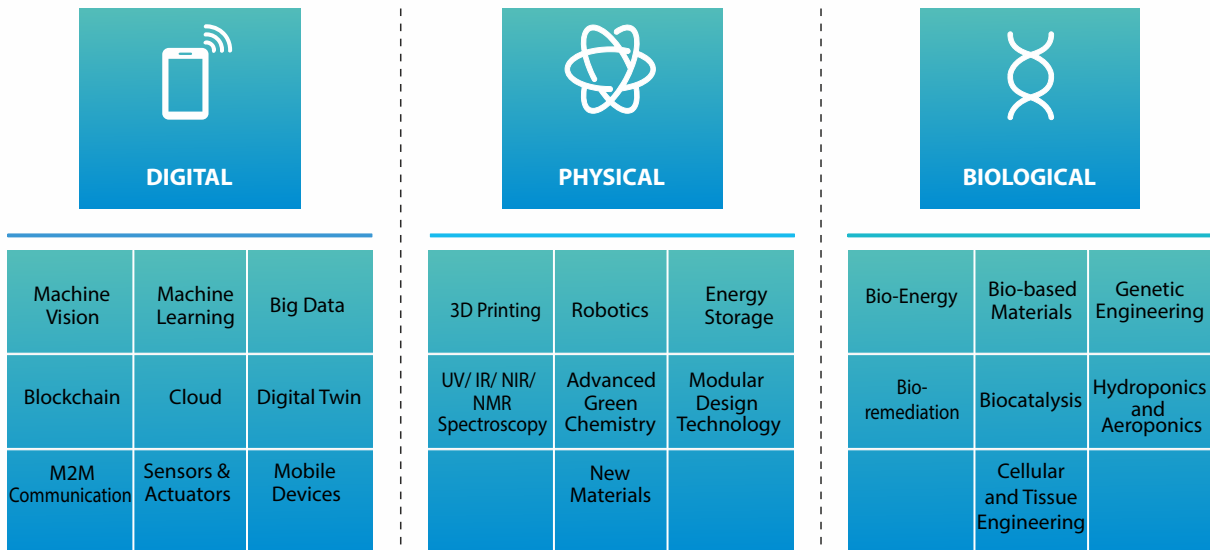 DIGITAL
PHYSICAL
BIOLOGICAL
Machine
Vision
Machine
Learning
Big Data
Blockchain
Cloud
Digital Twin
M2M
Communication
Sensors &
Actuators
Mobile
Devices
3D Printing
Robotics
Energy
Storage
UV/ IR/ NIR/
NMR
Spectroscopy
Advanced
Green
Chemistry
Modular
Design
Technology
New
Materials
Bio-Energy
Bio-based
Materials
Genetic
Engineering
Bio-
remediation
Biocatalysis
Hydroponics
and
Aeroponics
Cellular
and Tissue
Engineering